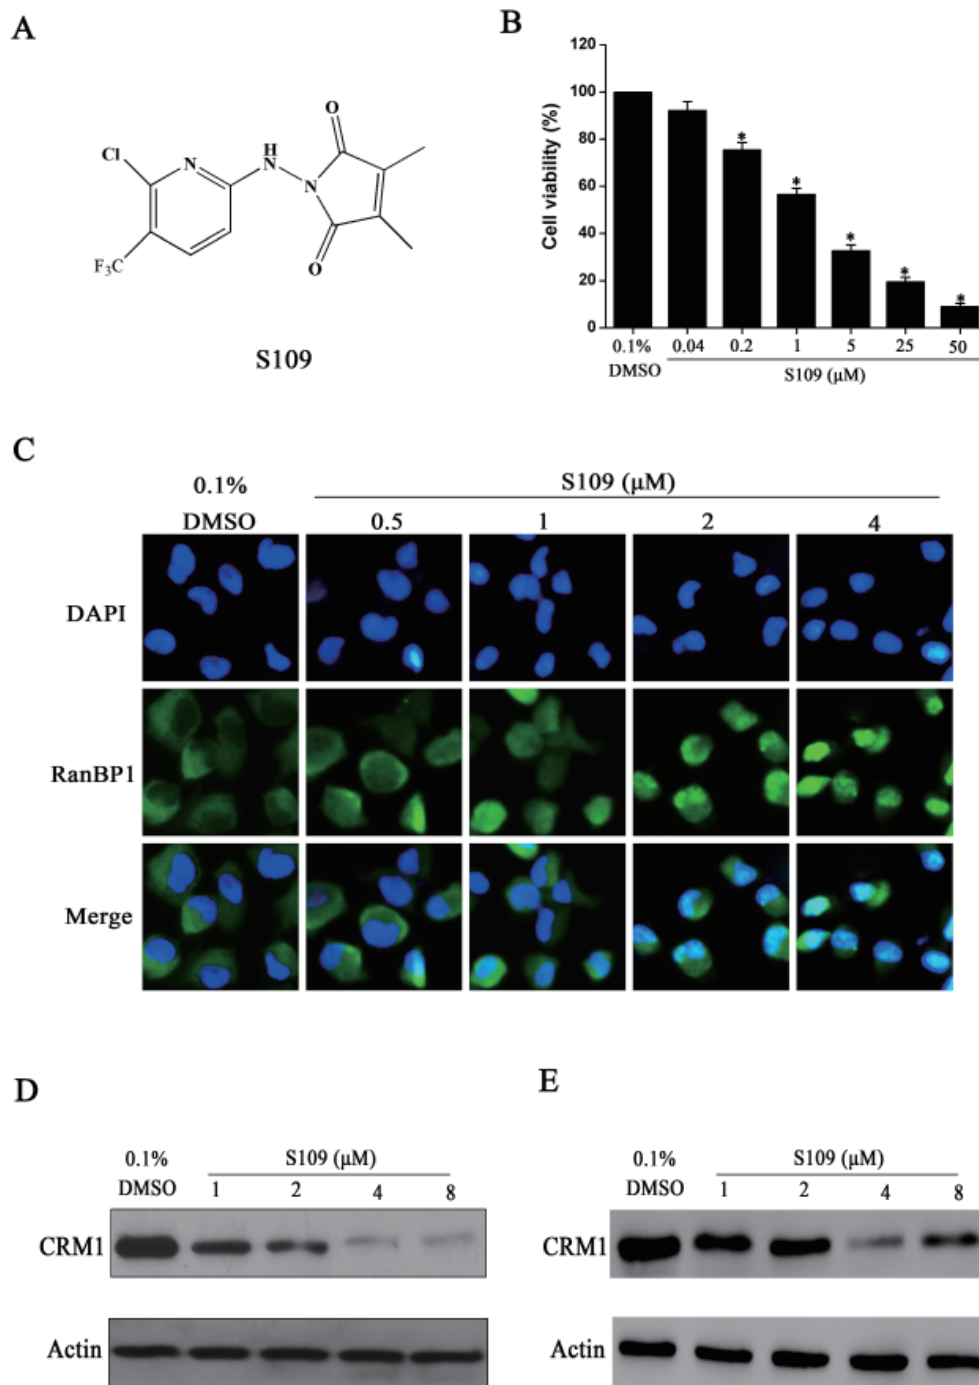 A
Cl
N
H
N
N
O
O
F₃C
S109
B
Cell viability (%)
120
100
80
60
40
20
0
* * * * *
0.1% DMSO 0.04 0.2 1 5 25 50
S109 (μM)
C
0.1% DMSO
S109 (μM)
0.5 1 2 4
DAPI
RanBP1
Merge
D
0.1% DMSO
S109 (μM)
1 2 4 8
CRM1
Actin
E
0.1% DMSO
S109 (μM)
1 2 4 8
CRM1
Actin